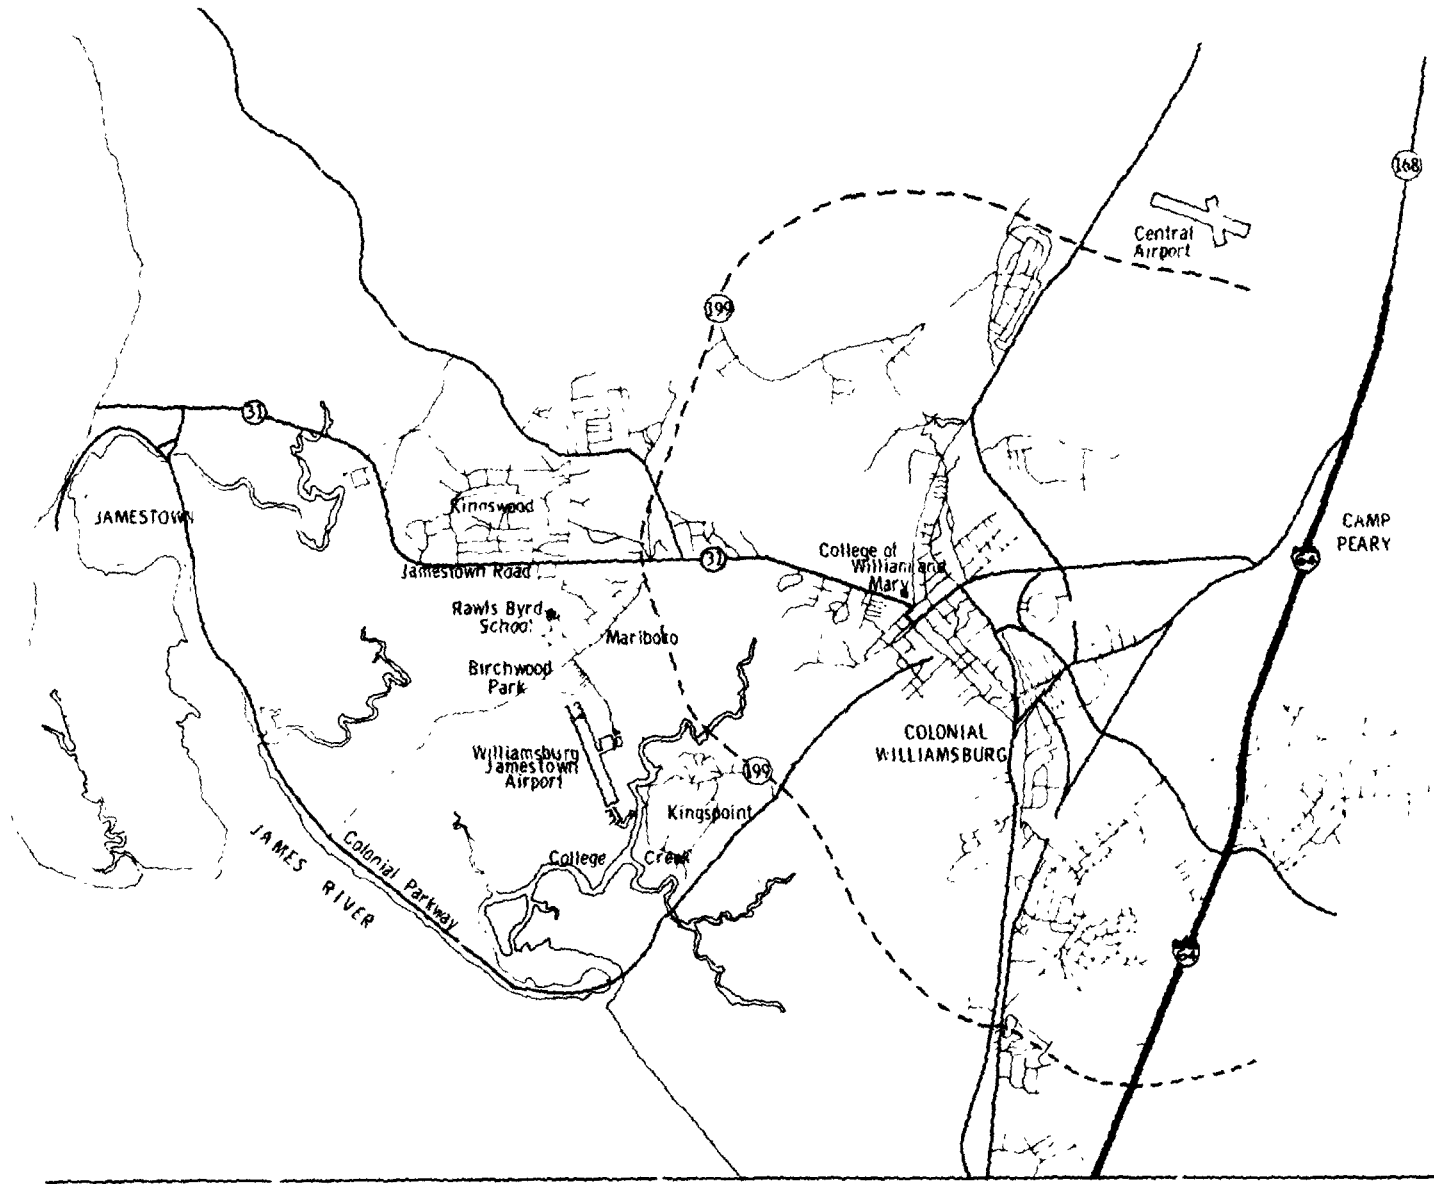 168
Central
Airport
199
31
JAMESTOWN
Kingswood
CAMP
PEARY
31
College of
William and
Mary
64
Jamestown Road
Rawls Byrd
School
Marlboro
Birchwood
Park
COLONIAL
WILLIAMSBURG
Williamsburg
Jamestown
Airport
199
Kingspoint
JAMES RIVER
Colonial Parkway
College Creek
64